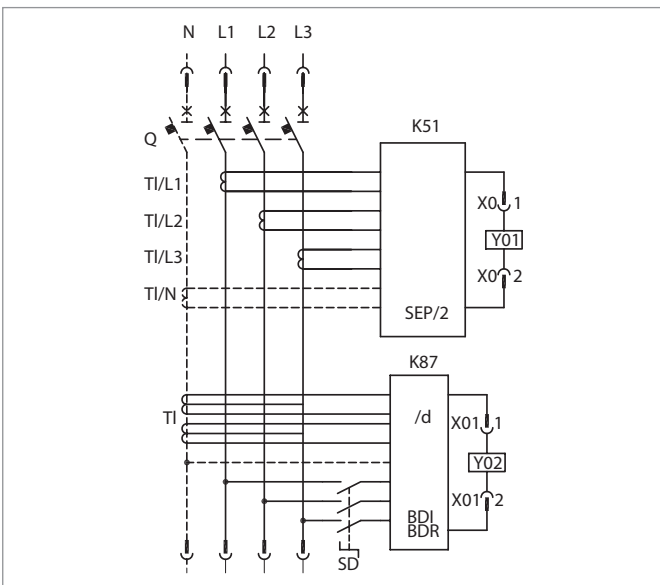 N L1 L2 L3
K51
Q
TI/L1
X0 1
TI/L2
Y01
TI/L3
X0 2
TI/N
SEP/2
K87
TI
/d
X01 1
Y02
X01 2
BDI
BDR
SD